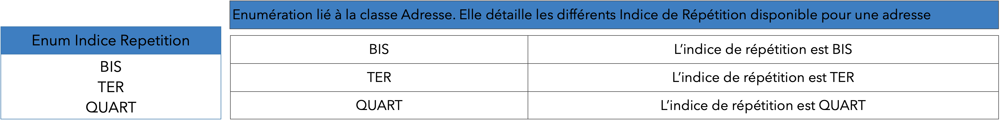 Enum Indice Repetition
BIS
TER
QUART
Enumération lié à la classe Adresse. Elle détaille les différents Indice de Répétition disponible pour une adresse
BIS L’indice de répétition est BIS
TER L’indice de répétition est TER
QUART L’indice de répétition est QUART